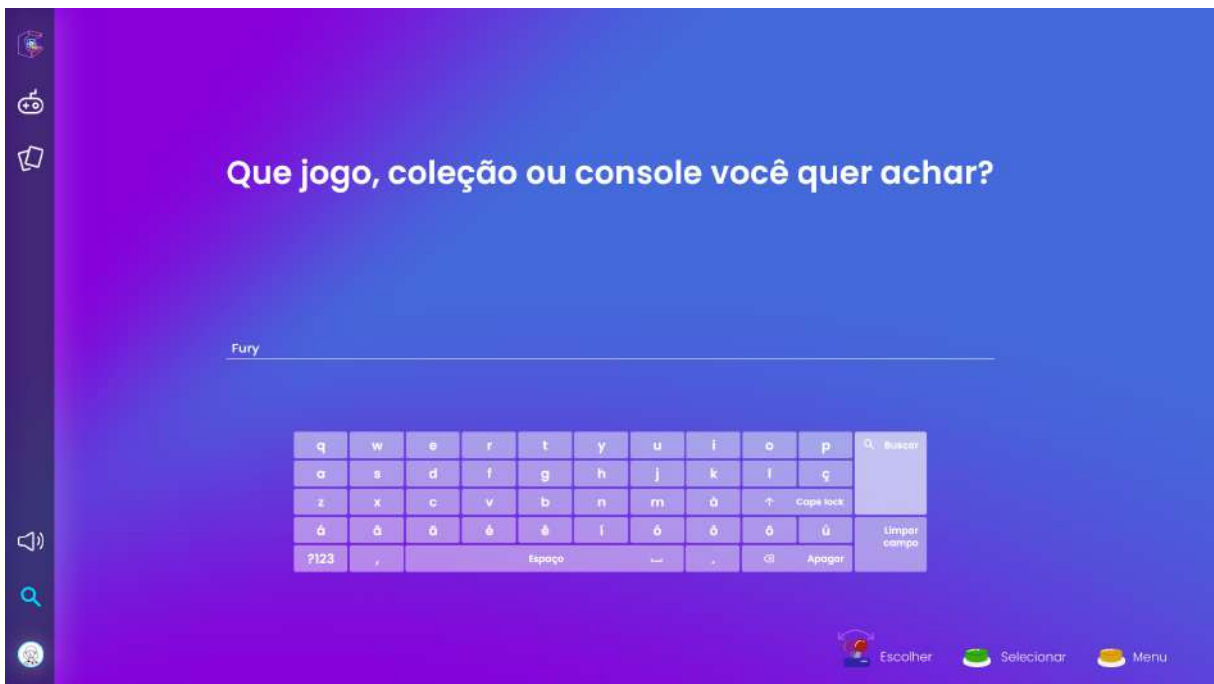 Que jogo, coleção ou console você quer achar?
Fury
q w e r t y u i o p Buscar
a s d f g h j k l ç
z x c v b n m à Caps lock
á â ã é ê í ó ô õ û Limpar campo
?123 , Espaço . Apagar
Escolher Selecionar Menu